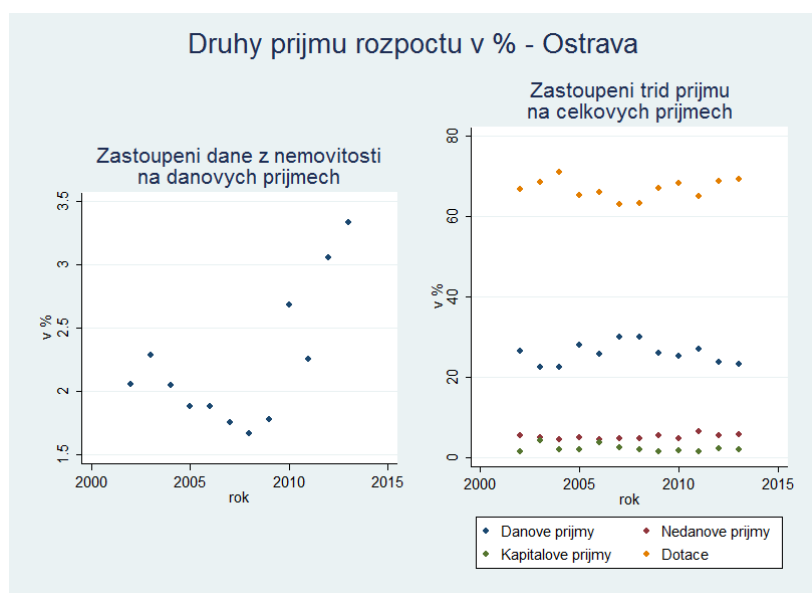 Druhy prijmu rozpoctu v % - Ostrava
Zastoupeni dane z nemovitosti
na danovych prijmech
3.5
3
2.5
2
1.5
v %
2000
2005
2010
2015
rok
Zastoupeni trid prijmu
na celkovych prijmech
80
60
40
20
0
v %
2000
2005
2010
2015
rok
Danove prijmy
Nedanove prijmy
Kapitalove prijmy
Dotace